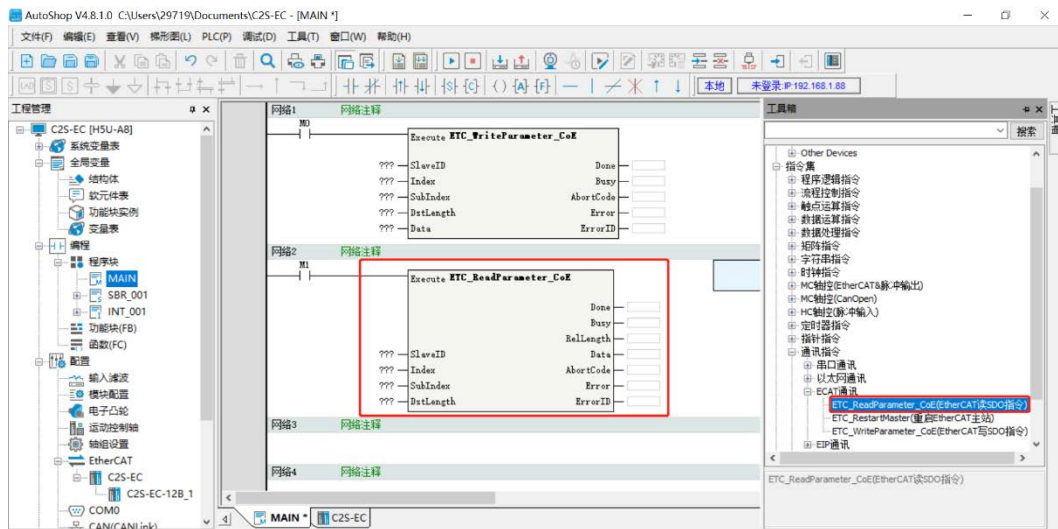 AutoShop V4.8.1.0 C:\Users\29719\Documents\C2S-EC - [MAIN *]
文件(F) 编辑(E) 查看(V) 梯形图(L) PLC(P) 调试(D) 工具(T) 窗口(W) 帮助(H)
本地 未登录:IP:192.168.1.88
工程管理
C2S-EC [H5U-A8]
系统变量表
全局变量
结构体
软元件表
功能块实例
变量表
编程
程序块
MAIN
SBR_001
INT_001
功能块(FB)
函数(FC)
配置
输入滤波
模块配置
电子凸轮
运动控制轴
轴组设置
EtherCAT
C2S-EC
C2S-EC-12B_1
COM0
CAN(CANLink)
网络1 网络注释
M0
Execute ETC_WriteParameter_CoE
??? SlaveID Done
??? Index Busy
??? SubIndex AbortCode
??? DstLength Error
??? Data ErrorID
网络2 网络注释
M1
Execute ETC_ReadParameter_CoE
Done
Busy
RelLength
??? SlaveID Data
??? Index AbortCode
??? SubIndex Error
??? DstLength ErrorID
网络3 网络注释
网络4 网络注释
MAIN * C2S-EC
工具箱
搜索
Other Devices
指令集
程序逻辑指令
流程控制指令
触点运算指令
数据运算指令
数据处理指令
矩阵指令
字符串指令
时钟指令
MC轴控(EtherCAT&脉冲输出)
MC轴控(CanOpen)
HC轴控(脉冲输入)
定时器指令
指针指令
通讯指令
串口通讯
以太网通讯
ECAT通讯
ETC_ReadParameter_CoE(EtherCAT读SDO指令)
ETC_RestartMaster(重启EtherCAT主站)
ETC_WriteParameter_CoE(EtherCAT写SDO指令)
EIP通讯
ETC_ReadParameter_CoE(EtherCAT读SDO指令)